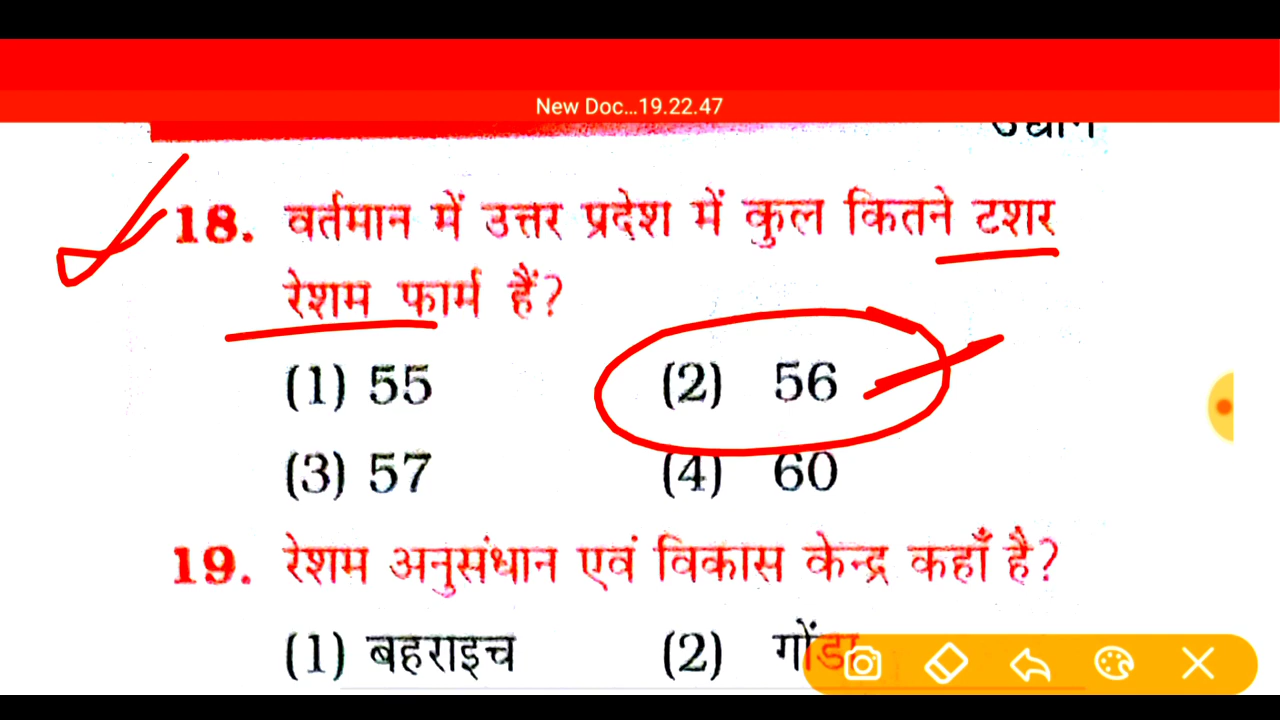 New Doc...19.22.47
18. वर्तमान में उत्तर प्रदेश में कुल कितने टशर
रेशम फार्म हैं?
(1) 55 (2) 56
(3) 57 (4) 60
19. रेशम अनुसंधान एवं विकास केन्द्र कहाँ है?
(1) बहराइच (2) गोंडा